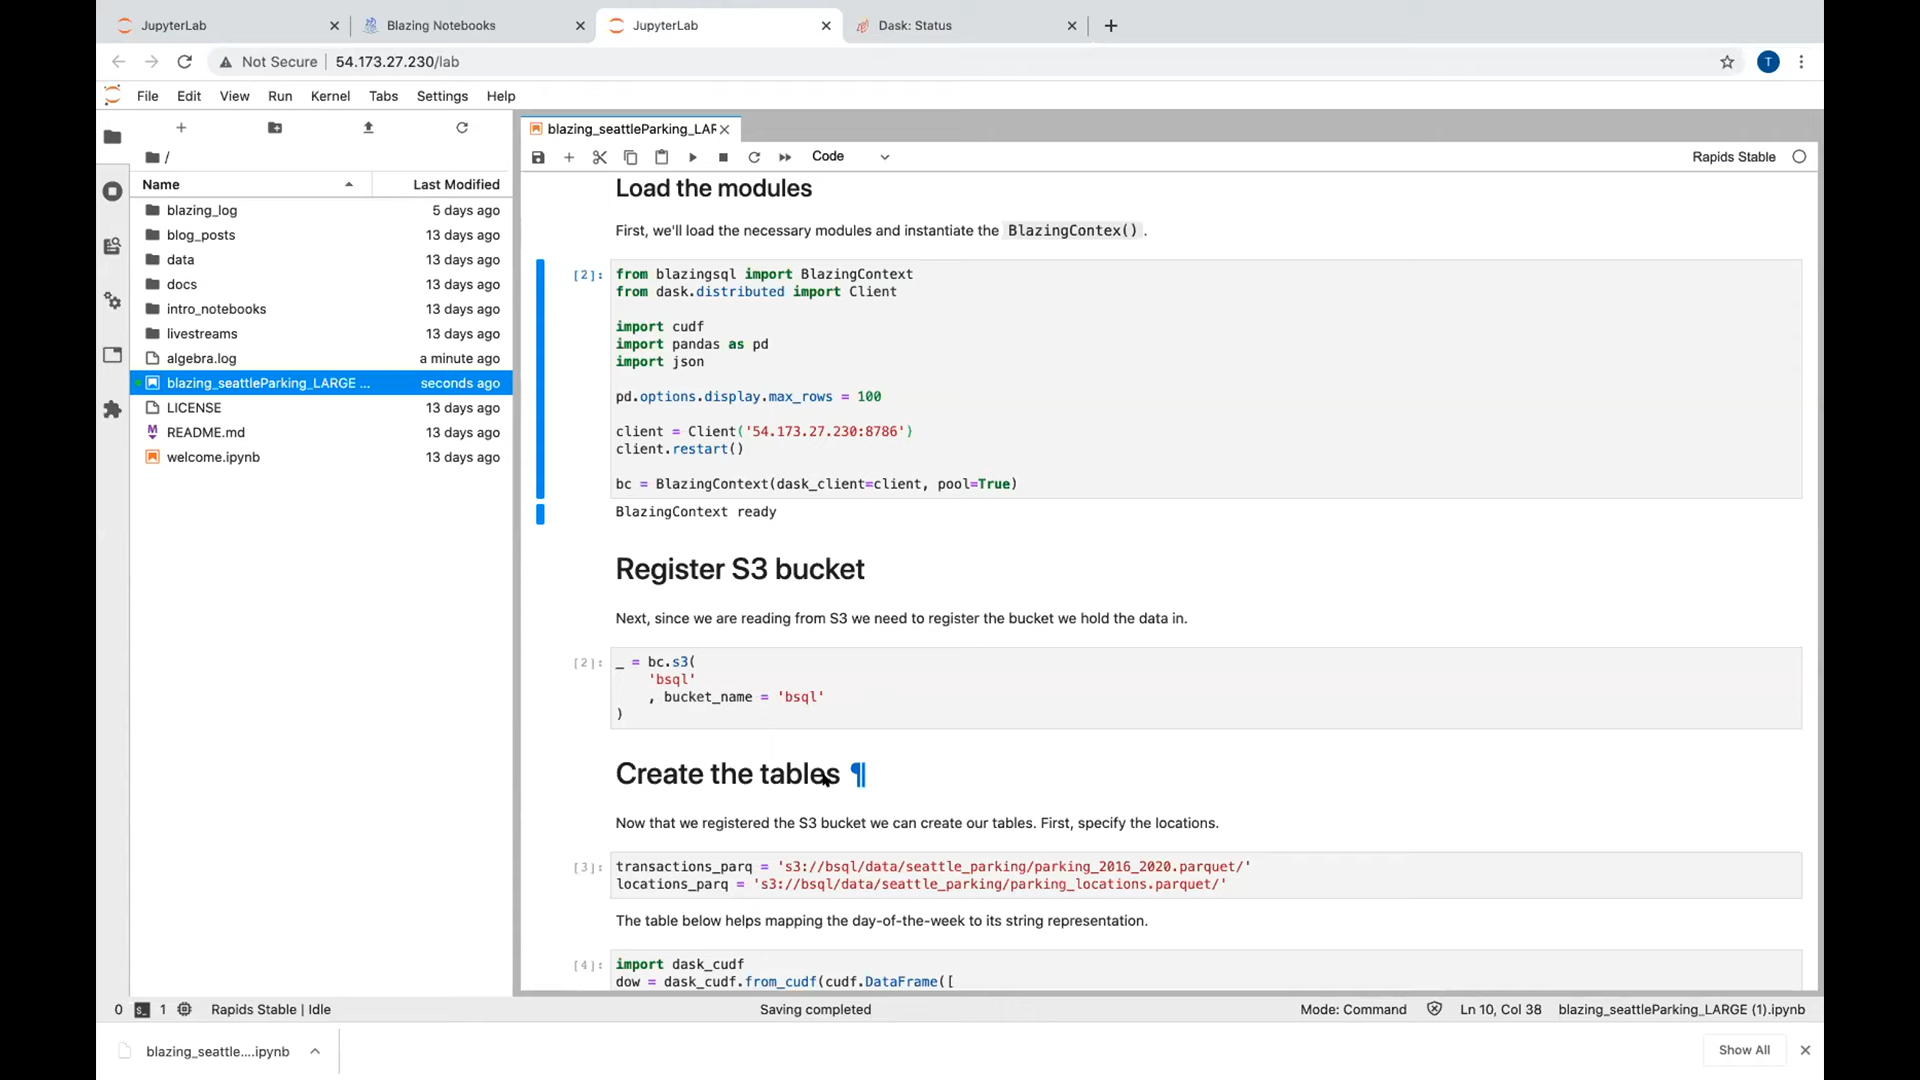 JupyterLab
Blazing Notebooks
JupyterLab
Dask: Status
Not Secure
54.173.27.230/lab
T
File Edit View Run Kernel Tabs Settings Help
/
Name Last Modified
blazing_log 5 days ago
blog_posts 13 days ago
data 13 days ago
docs 13 days ago
intro_notebooks 13 days ago
livestreams 13 days ago
algebra.log a minute ago
blazing_seattleParking_LARGE ... seconds ago
LICENSE 13 days ago
README.md 13 days ago
welcome.ipynb 13 days ago
blazing_seattleParking_LAR
Code
Rapids Stable
Load the modules
First, we'll load the necessary modules and instantiate the BlazingContex() .
[2]: from blazingsql import BlazingContext
from dask.distributed import Client
import cudf
import pandas as pd
import json
pd.options.display.max_rows = 100
client = Client('54.173.27.230:8786')
client.restart()
bc = BlazingContext(dask_client=client, pool=True)
BlazingContext ready
Register S3 bucket
Next, since we are reading from S3 we need to register the bucket we hold the data in.
[2]: _ = bc.s3(
'bsql'
, bucket_name = 'bsql'
)
Create the tables ¶
Now that we registered the S3 bucket we can create our tables. First, specify the locations.
[3]: transactions_parq = 's3://bsql/data/seattle_parking/parking_2016_2020.parquet/'
locations_parq = 's3://bsql/data/seattle_parking/parking_locations.parquet/'
The table below helps mapping the day-of-the-week to its string representation.
[4]: import dask_cudf
dow = dask_cudf.from_cudf(cudf.DataFrame([
0 1 Rapids Stable | Idle Saving completed Mode: Command Ln 10, Col 38 blazing_seattleParking_LARGE (1).ipynb
blazing_seattle....ipynb
Show All